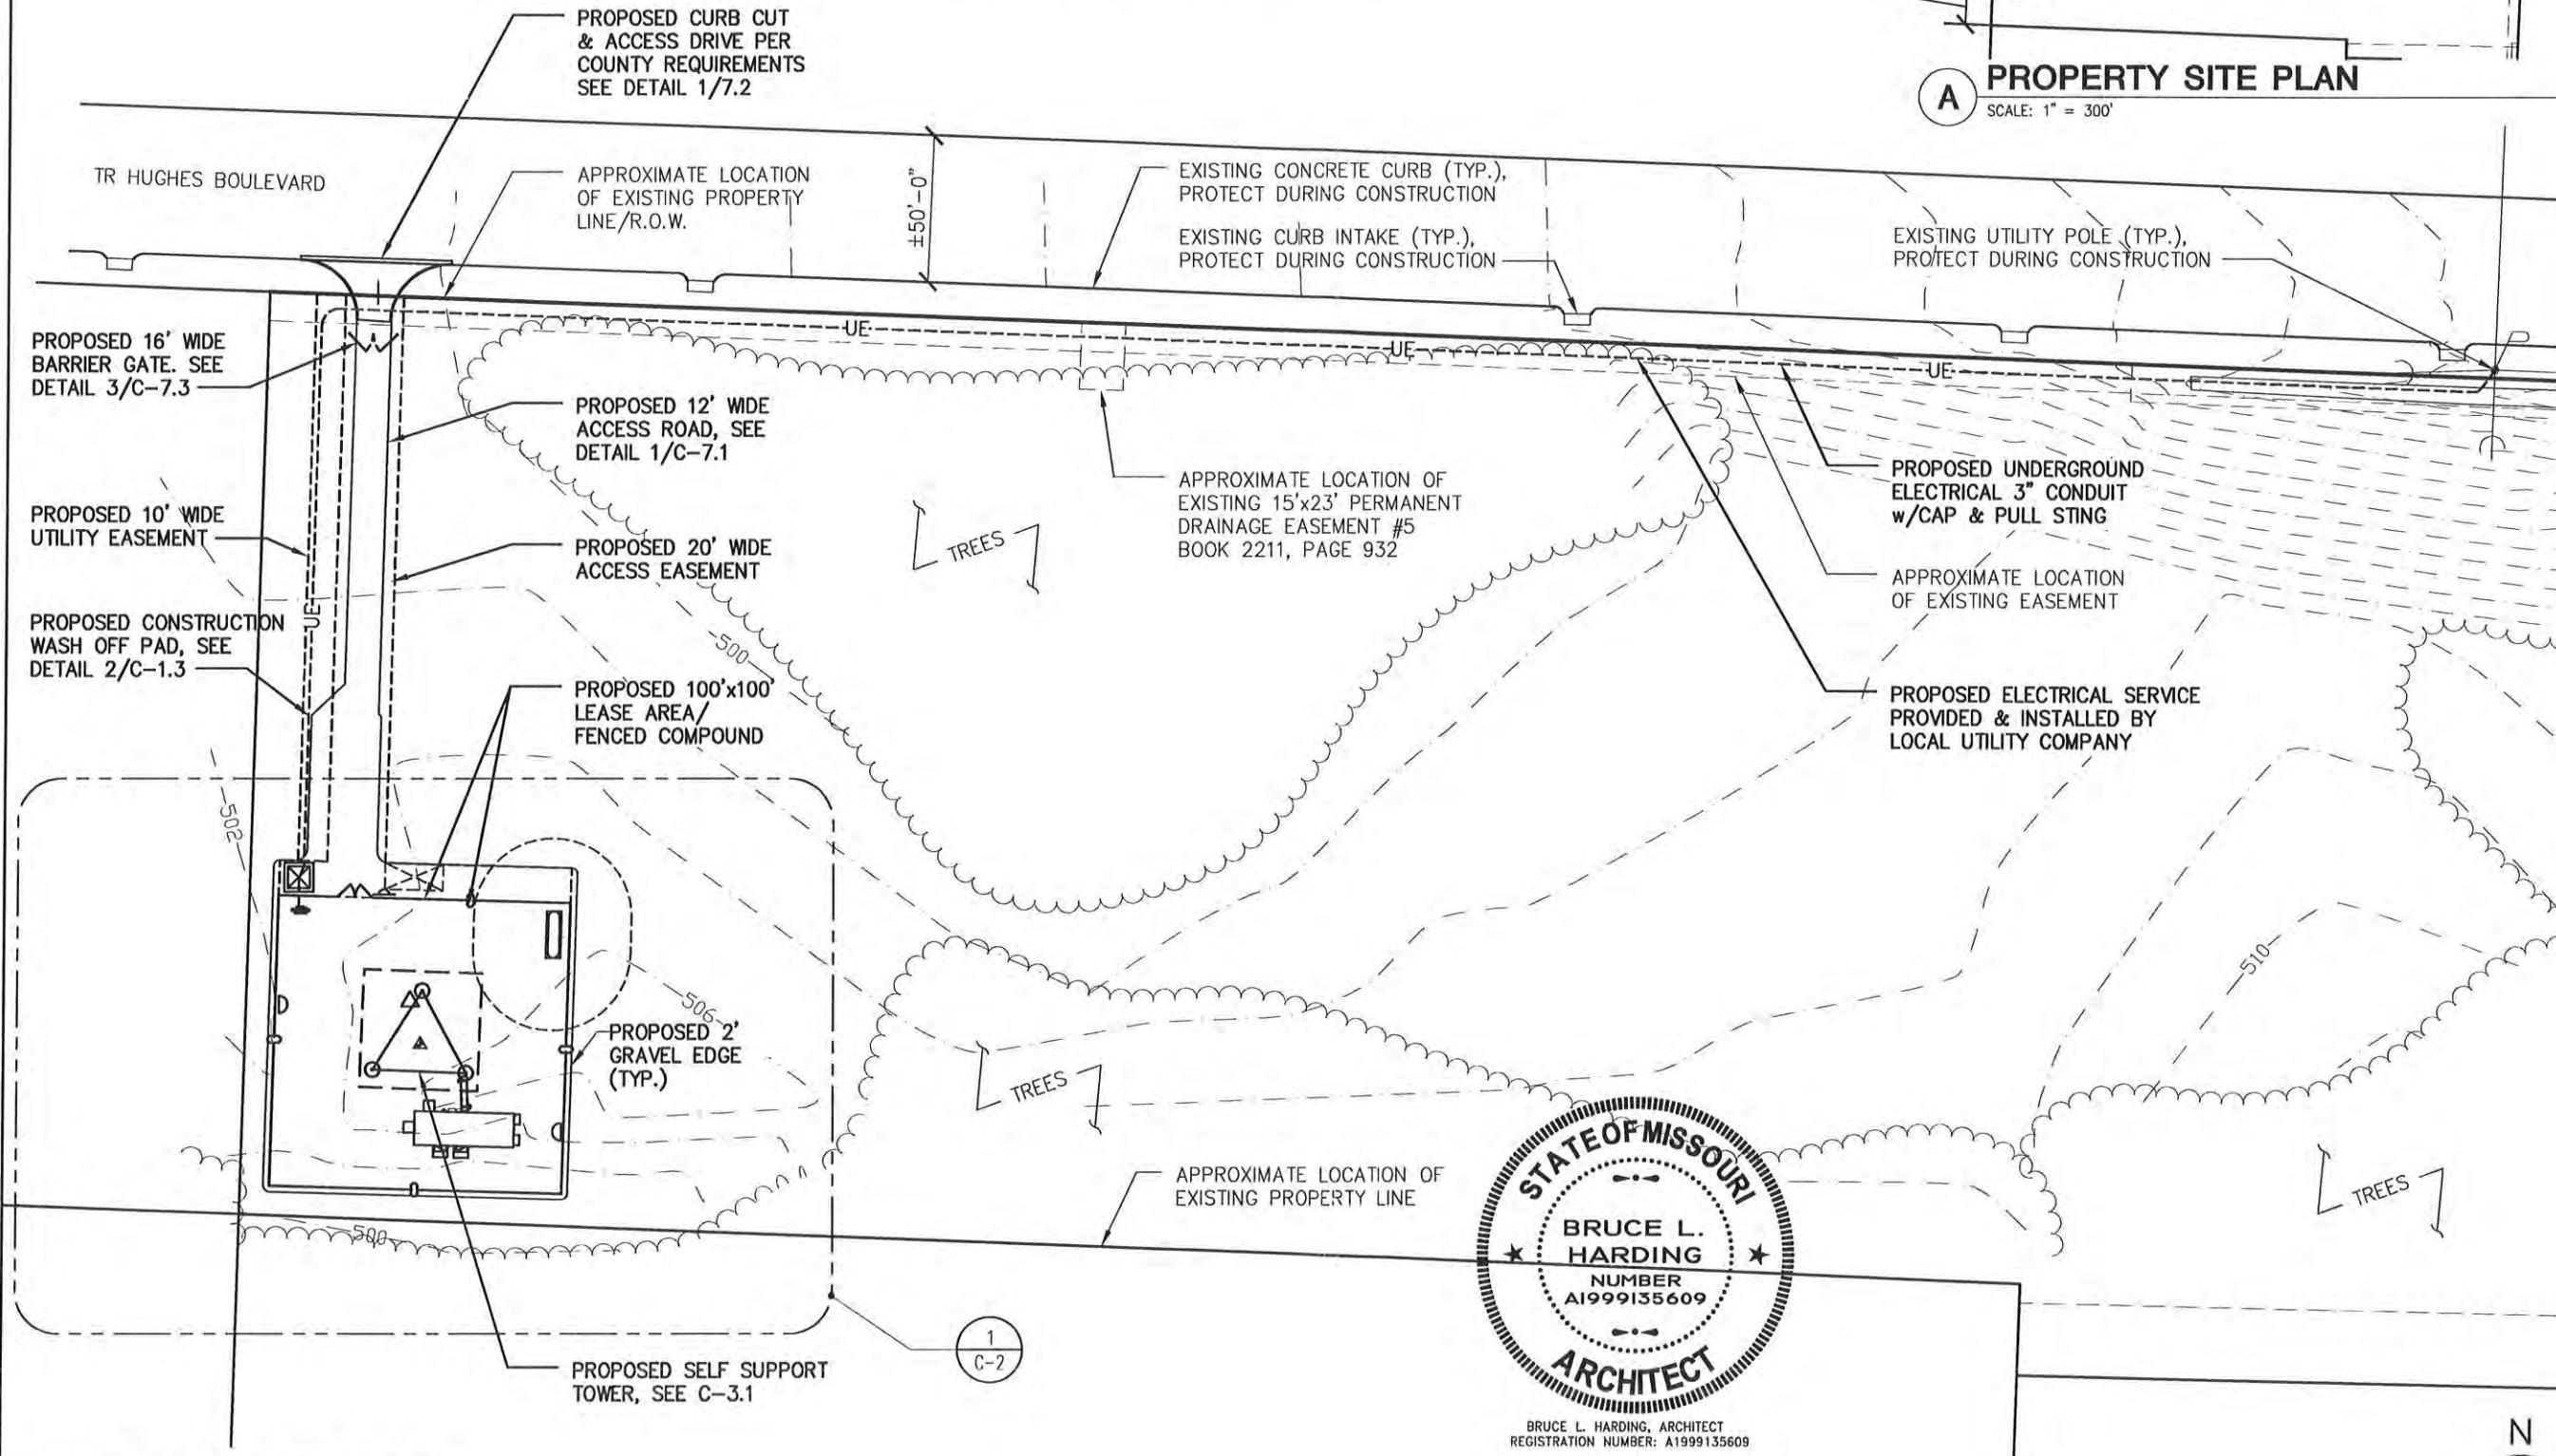 PROPOSED CURB CUT
& ACCESS DRIVE PER
COUNTY REQUIREMENTS
SEE DETAIL 1/7.2
A
PROPERTY SITE PLAN
SCALE: 1" = 300'
TR HUGHES BOULEVARD
APPROXIMATE LOCATION
OF EXISTING PROPERTY
LINE/R.O.W.
±50'-0"
EXISTING CONCRETE CURB (TYP.),
PROTECT DURING CONSTRUCTION
EXISTING CURB INTAKE (TYP.),
PROTECT DURING CONSTRUCTION
EXISTING UTILITY POLE (TYP.),
PROTECT DURING CONSTRUCTION
PROPOSED 16' WIDE
BARRIER GATE. SEE
DETAIL 3/C-7.3
UE
UE
UE
PROPOSED 12' WIDE
ACCESS ROAD, SEE
DETAIL 1/C-7.1
APPROXIMATE LOCATION OF
EXISTING 15'x23' PERMANENT
DRAINAGE EASEMENT #5
BOOK 2211, PAGE 932
PROPOSED UNDERGROUND
ELECTRICAL 3" CONDUIT
w/CAP & PULL STING
PROPOSED 10' WIDE
UTILITY EASEMENT
PROPOSED 20' WIDE
ACCESS EASEMENT
TREES
APPROXIMATE LOCATION
OF EXISTING EASEMENT
PROPOSED CONSTRUCTION
WASH OFF PAD, SEE
DETAIL 2/C-1.3
UE
500
PROPOSED 100'x100'
LEASE AREA/
FENCED COMPOUND
PROPOSED ELECTRICAL SERVICE
PROVIDED & INSTALLED BY
LOCAL UTILITY COMPANY
502
506
510
PROPOSED 2'
GRAVEL EDGE
(TYP.)
TREES
APPROXIMATE LOCATION OF
EXISTING PROPERTY LINE
TREES
500
STATE OF MISSOURI
BRUCE L.
HARDING
NUMBER
A1999135609
ARCHITECT
1
C-2
PROPOSED SELF SUPPORT
TOWER, SEE C-3.1
BRUCE L. HARDING, ARCHITECT
REGISTRATION NUMBER: A1999135609
N